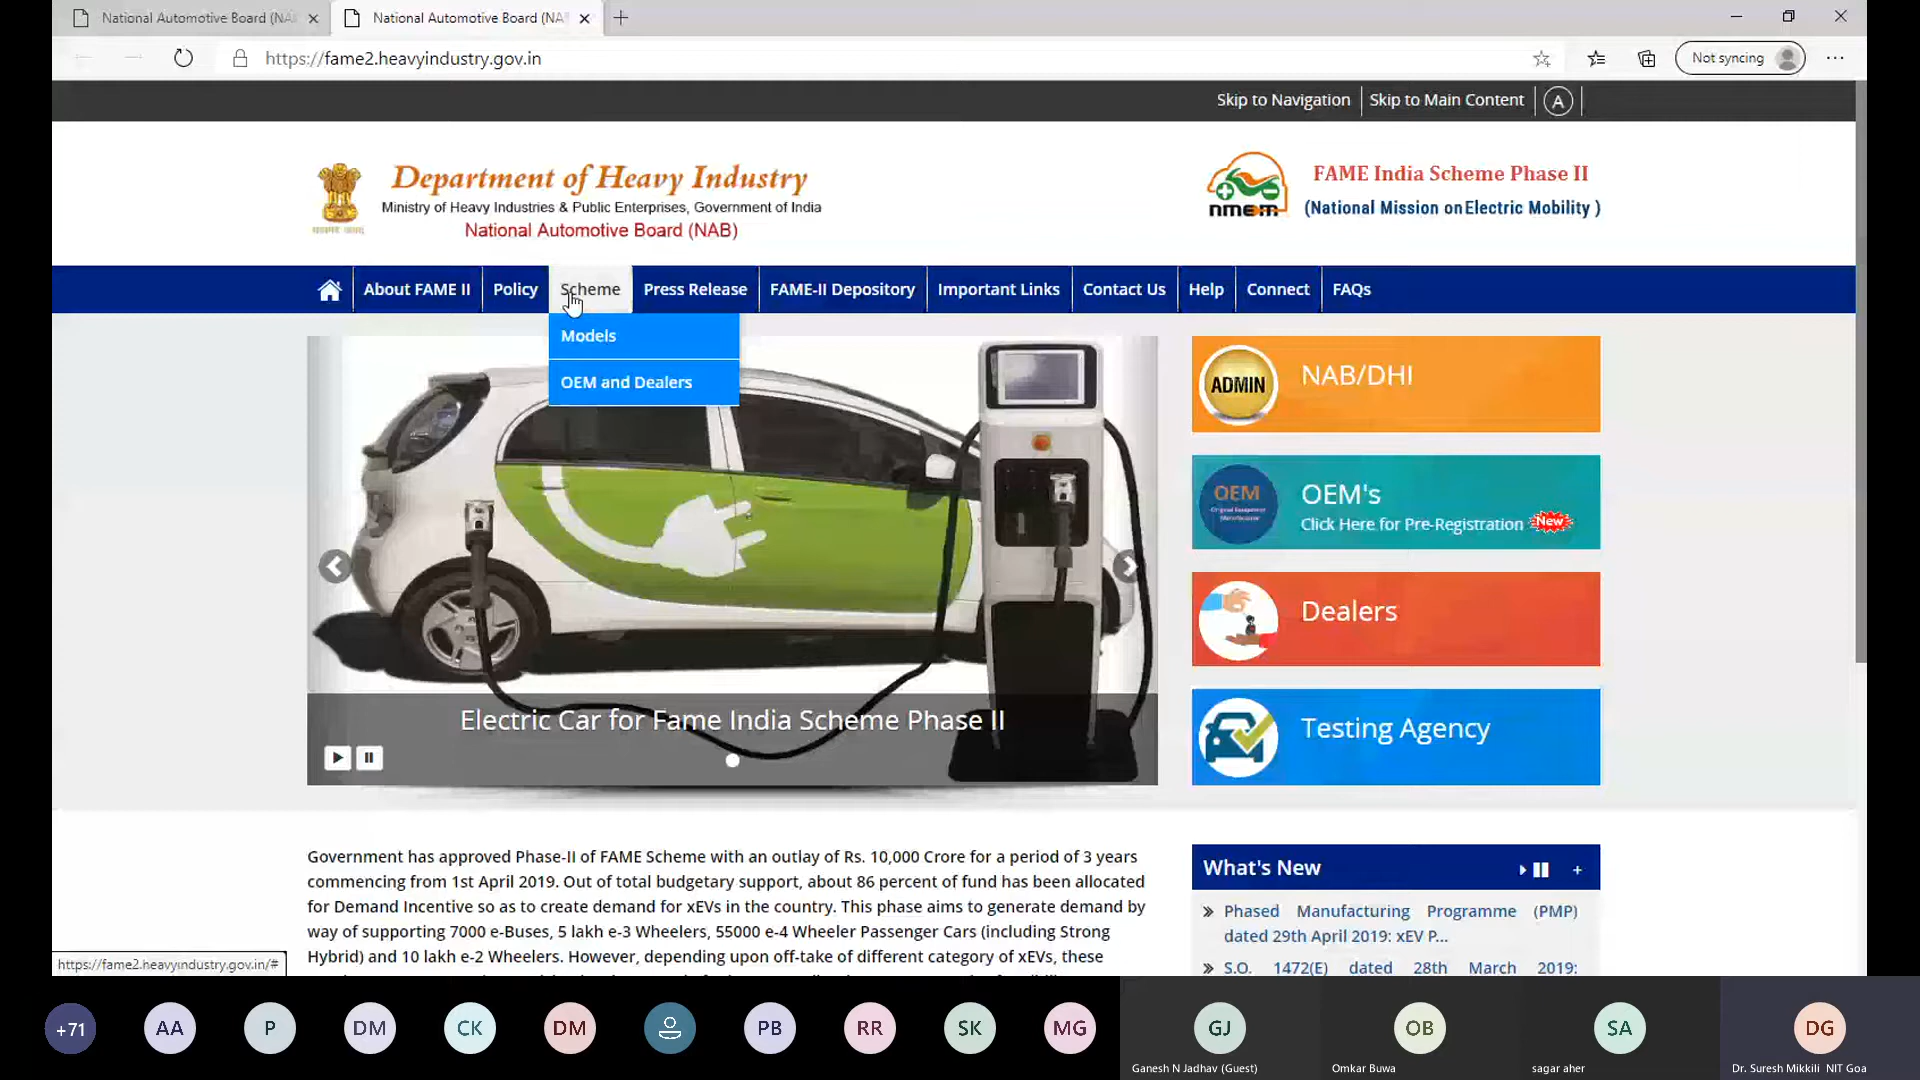 National Automotive Board (NA
National Automotive Board (NA
https://fame2.heavyindustry.gov.in
Not syncing
Skip to Navigation
Skip to Main Content
A
Department of Heavy Industry
Ministry of Heavy Industries & Public Enterprises, Government of India
National Automotive Board (NAB)
nmem
FAME India Scheme Phase II
(National Mission on Electric Mobility )
About FAME II
Policy
Scheme
Press Release
FAME-II Depository
Important Links
Contact Us
Help
Connect
FAQs
Models
OEM and Dealers
ADMIN
NAB/DHI
OEM
Original Equipment
Manufacturer
OEM's
Click Here for Pre-Registration
New
Dealers
Testing Agency
Electric Car for Fame India Scheme Phase II
Government has approved Phase-II of FAME Scheme with an outlay of Rs. 10,000 Crore for a period of 3 years
commencing from 1st April 2019. Out of total budgetary support, about 86 percent of fund has been allocated
for Demand Incentive so as to create demand for xEVs in the country. This phase aims to generate demand by
way of supporting 7000 e-Buses, 5 lakh e-3 Wheelers, 55000 e-4 Wheeler Passenger Cars (including Strong
Hybrid) and 10 lakh e-2 Wheelers. However, depending upon off-take of different category of xEVs, these
What's New
+
Phased Manufacturing Programme (PMP)
dated 29th April 2019: xEV P...
S.O. 1472(E) dated 28th March 2019:
https://fame2.heavyindustry.gov.in/#
+71
AA
P
DM
CK
DM
PB
RR
SK
MG
GJ
Ganesh N Jadhav (Guest)
OB
Omkar Buwa
SA
sagar aher
DG
Dr. Suresh Mikkili NIT Goa